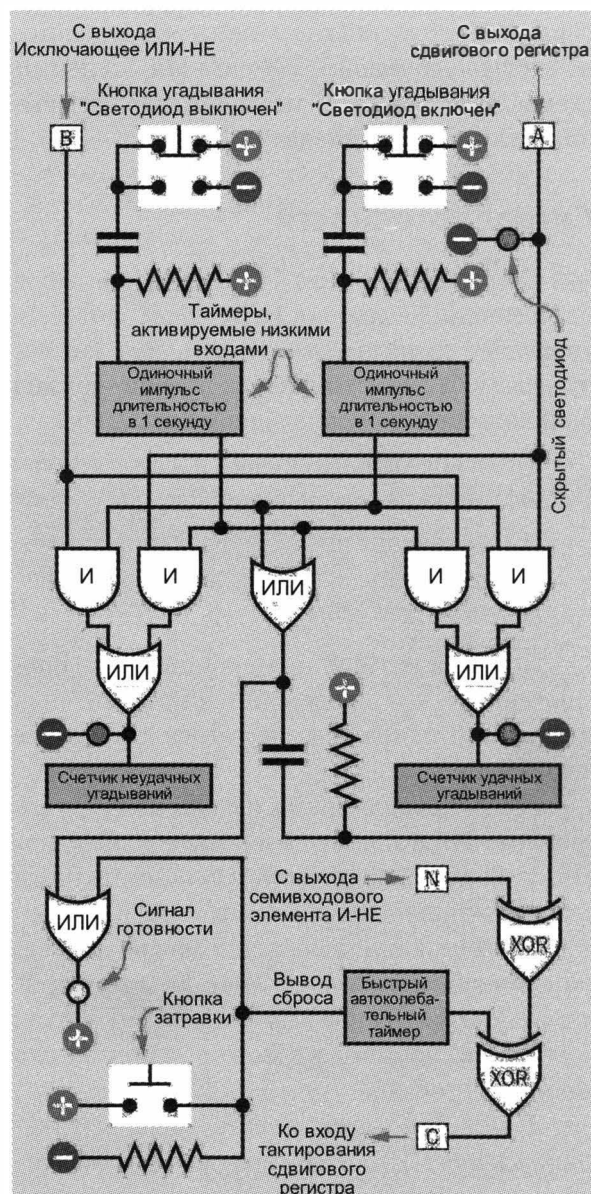 С выхода
Исключающее ИЛИ-НЕ
С выхода
сдвигового регистра
Кнопка угадывания
"Светодиод выключен"
Кнопка угадывания
"Светодиод включен"
B
A
+
+
−
−
−
+
+
Таймеры,
активируемые низкими
входами
Скрытый светодиод
Одиночный
импульс
длительностью
в 1 секунду
Одиночный
импульс
длительностью
в 1 секунду
И
И
ИЛИ
И
И
ИЛИ
ИЛИ
+
−
−
Счетчик неудачных
угадываний
Счетчик удачных
угадываний
С выхода
семивходового
элемента И-НЕ
N
ИЛИ
Сигнал
готовности
XOR
Вывод
сброса
Быстрый
автоколеба-
тельный
таймер
Кнопка
затравки
+
XOR
+
−
Ко входу
тактирования
сдвигового
регистра
C